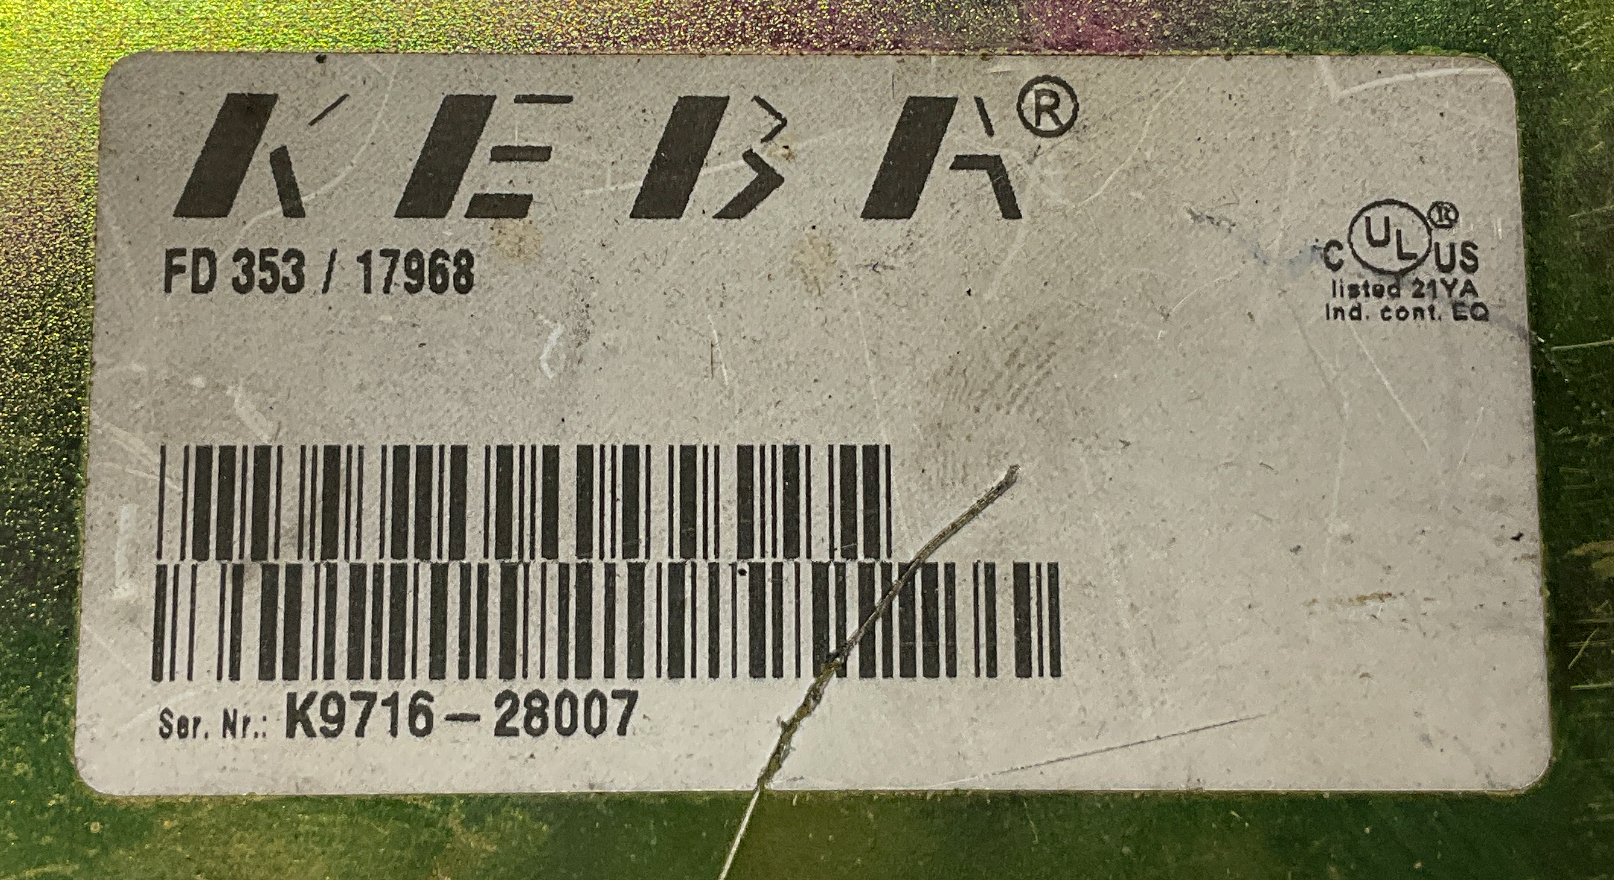 KEBA®
FD 353 / 17968
C UL® US
listed 21YA
Ind. cont. EQ
Ser. Nr.: K9716-28007